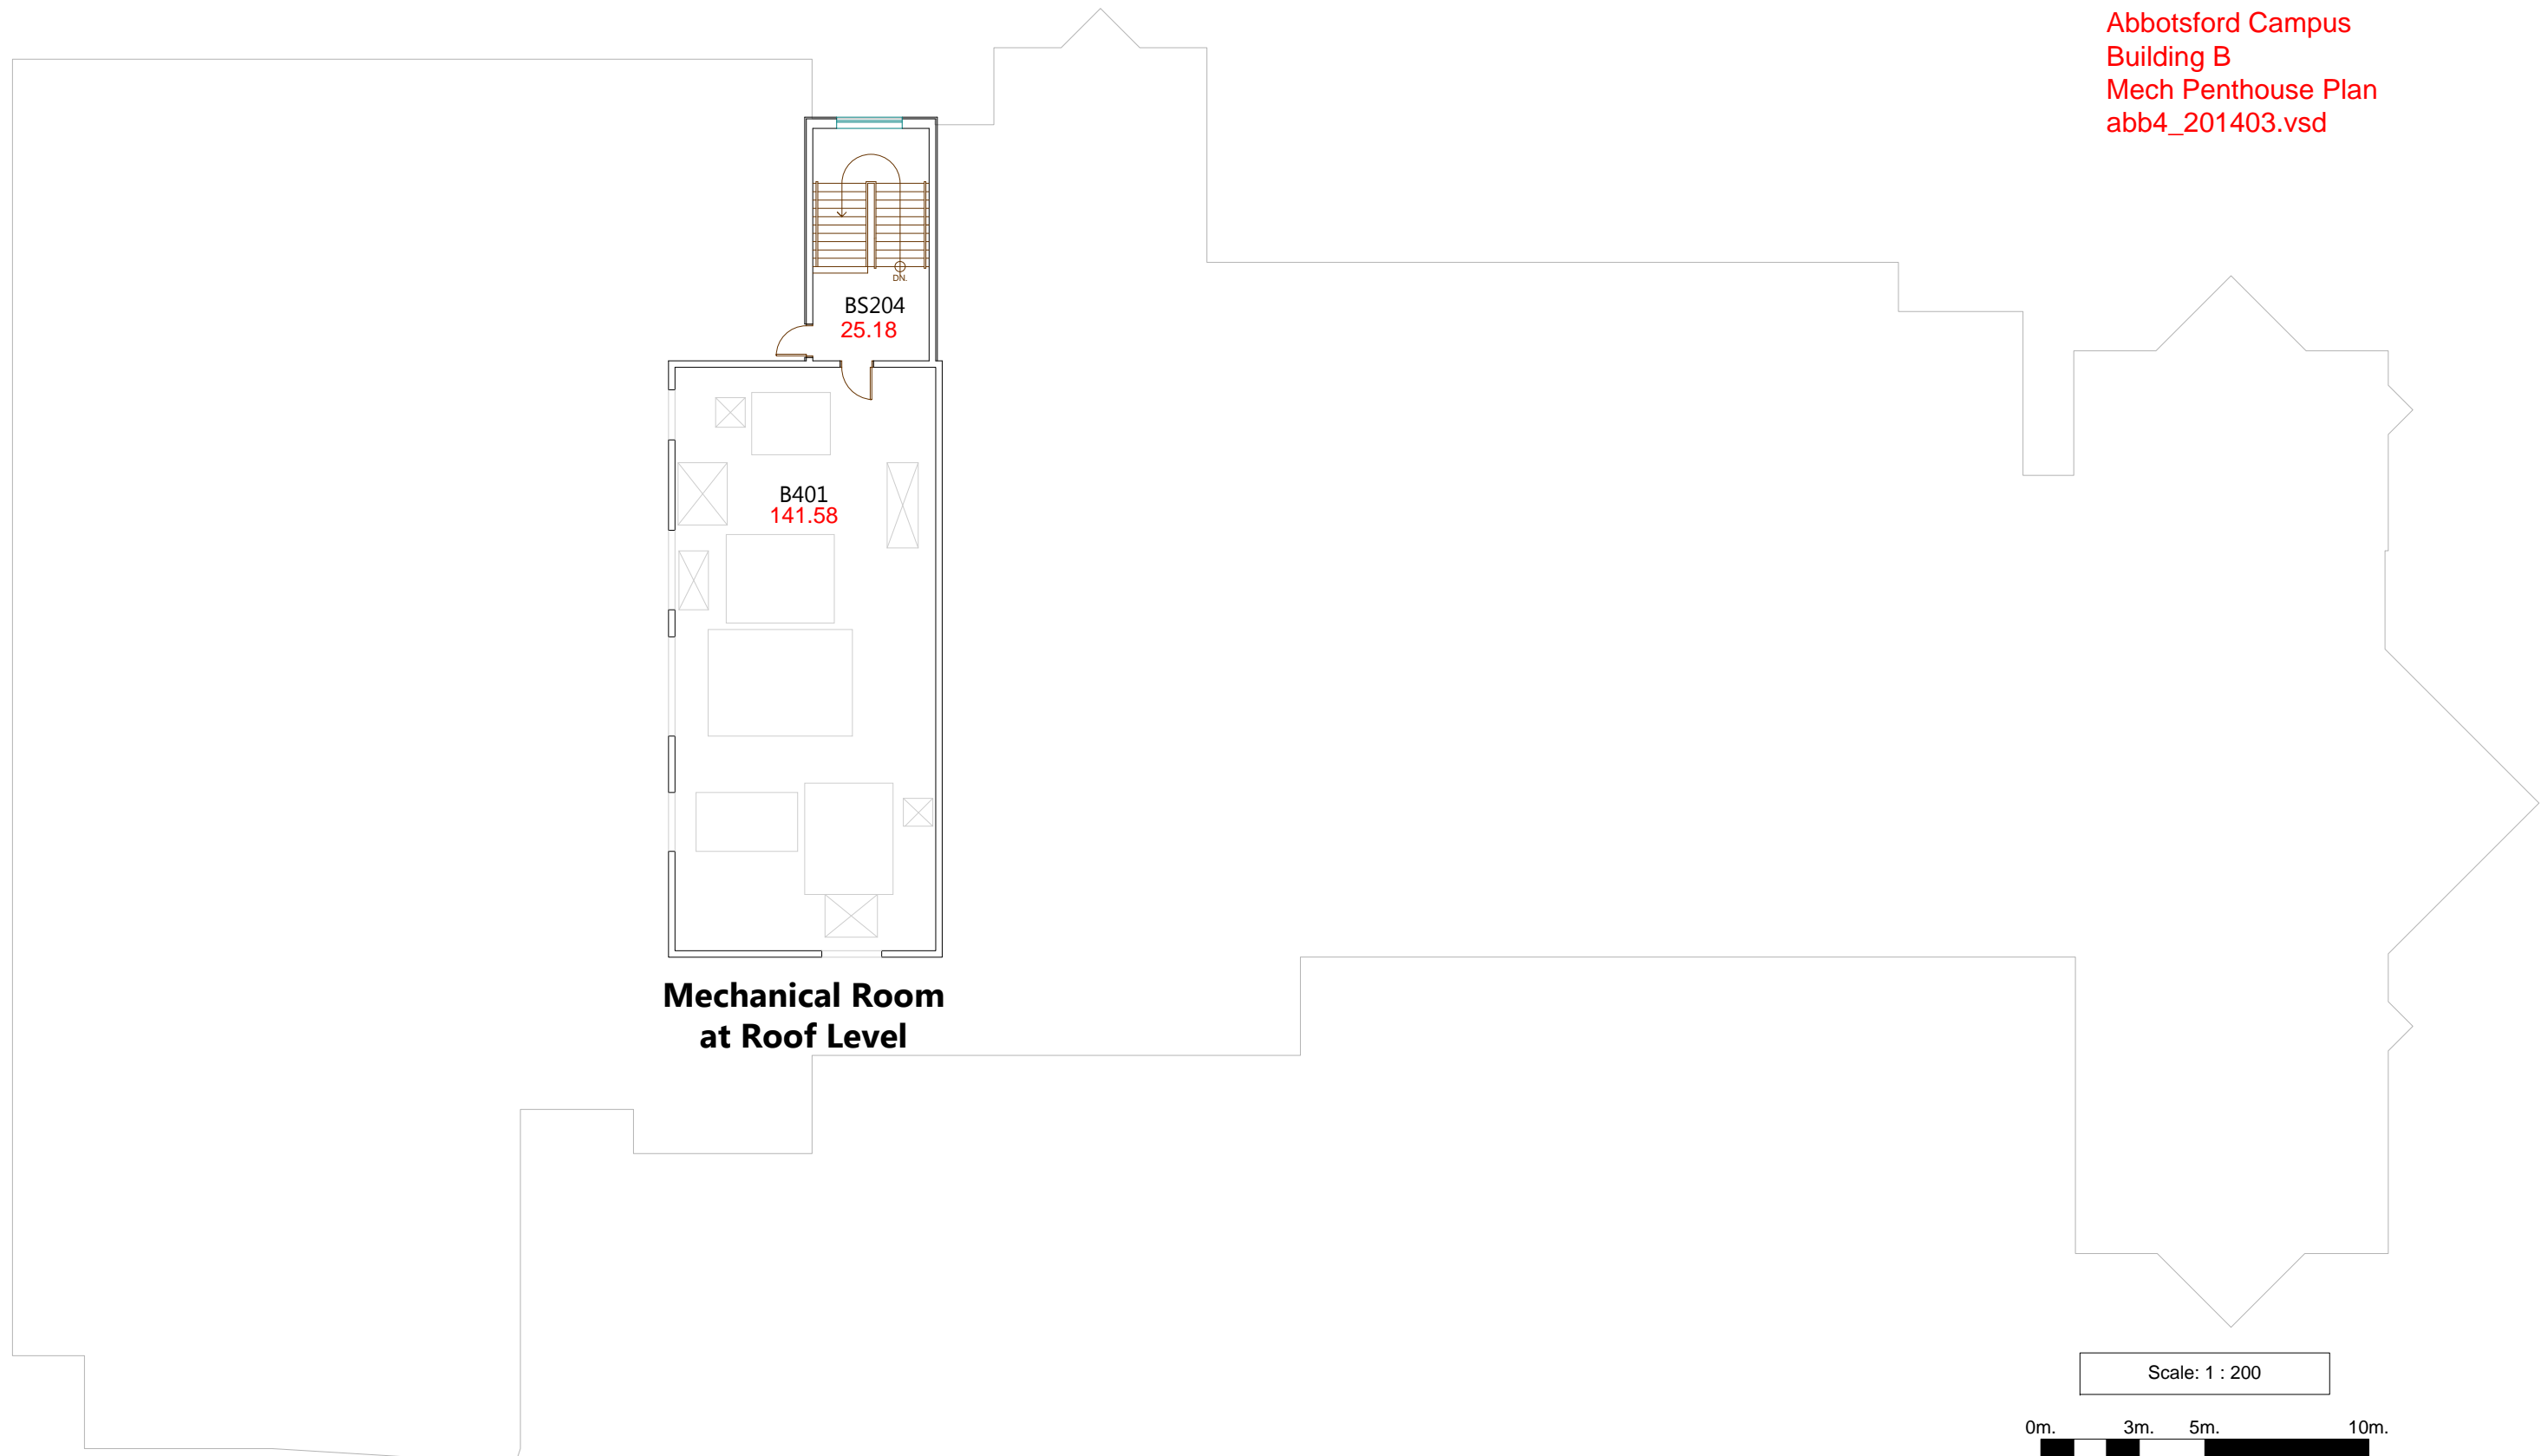 Abbotsford Campus
Building B
Mech Penthouse Plan
abb4_201403.vsd
DN.
BS204
25.18
B401
141.58
Mechanical Room
at Roof Level
Scale: 1 : 200
0m. 3m. 5m. 10m.